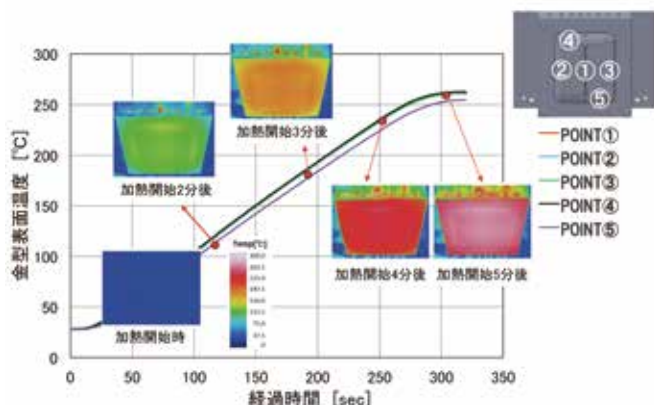 300
250
200
150
100
50
0
金型表面温度 [℃]
0
50
100
150
200
250
300
350
経過時間 [sec]
加熱開始時
加熱開始2分後
加熱開始3分後
加熱開始4分後
加熱開始5分後
Temp[℃]
④
② ① ③
⑤
POINT①
POINT②
POINT③
POINT④
POINT⑤